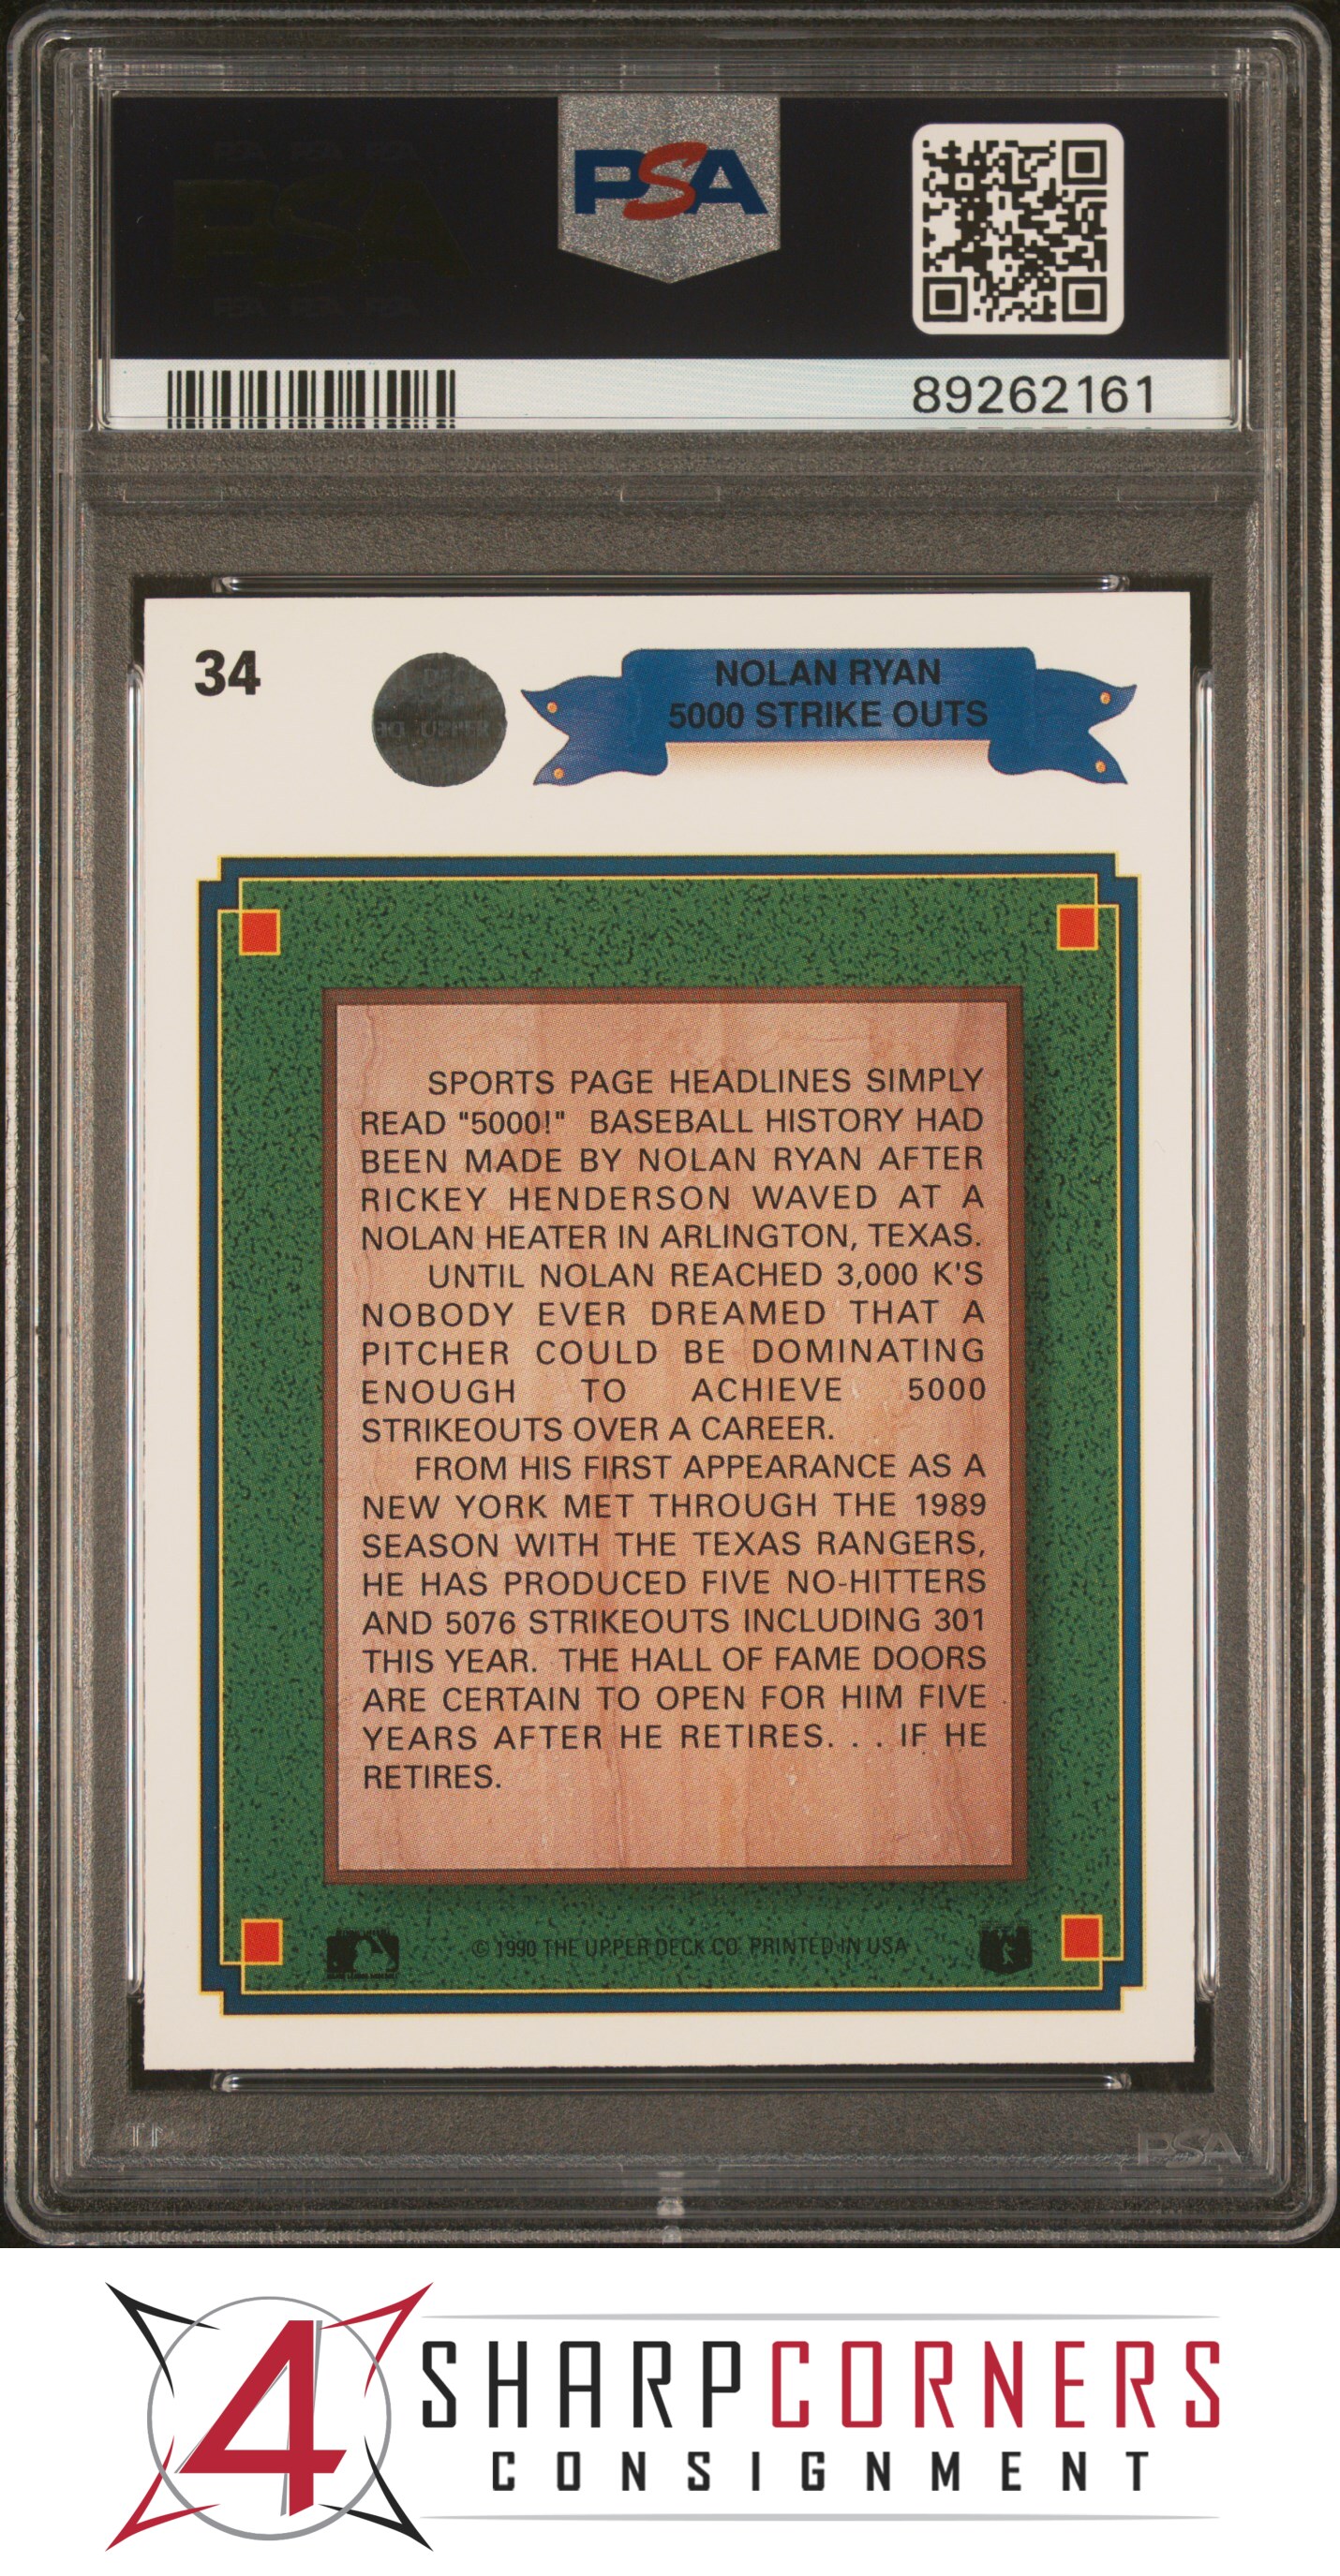 PSA
89262161
34
NOLAN RYAN
5000 STRIKE OUTS
SPORTS PAGE HEADLINES SIMPLY
READ "5000!" BASEBALL HISTORY HAD
BEEN MADE BY NOLAN RYAN AFTER
RICKEY HENDERSON WAVED AT A
NOLAN HEATER IN ARLINGTON, TEXAS.
UNTIL NOLAN REACHED 3,000 K'S
NOBODY EVER DREAMED THAT A
PITCHER COULD BE DOMINATING
ENOUGH TO ACHIEVE 5000
STRIKEOUTS OVER A CAREER.
FROM HIS FIRST APPEARANCE AS A
NEW YORK MET THROUGH THE 1989
SEASON WITH THE TEXAS RANGERS,
HE HAS PRODUCED FIVE NO-HITTERS
AND 5076 STRIKEOUTS INCLUDING 301
THIS YEAR. THE HALL OF FAME DOORS
ARE CERTAIN TO OPEN FOR HIM FIVE
YEARS AFTER HE RETIRES. . . IF HE
RETIRES.
© 1990 THE UPPER DECK CO. PRINTED IN USA
PSA
4
SHARPCORNERS
CONSIGNMENT